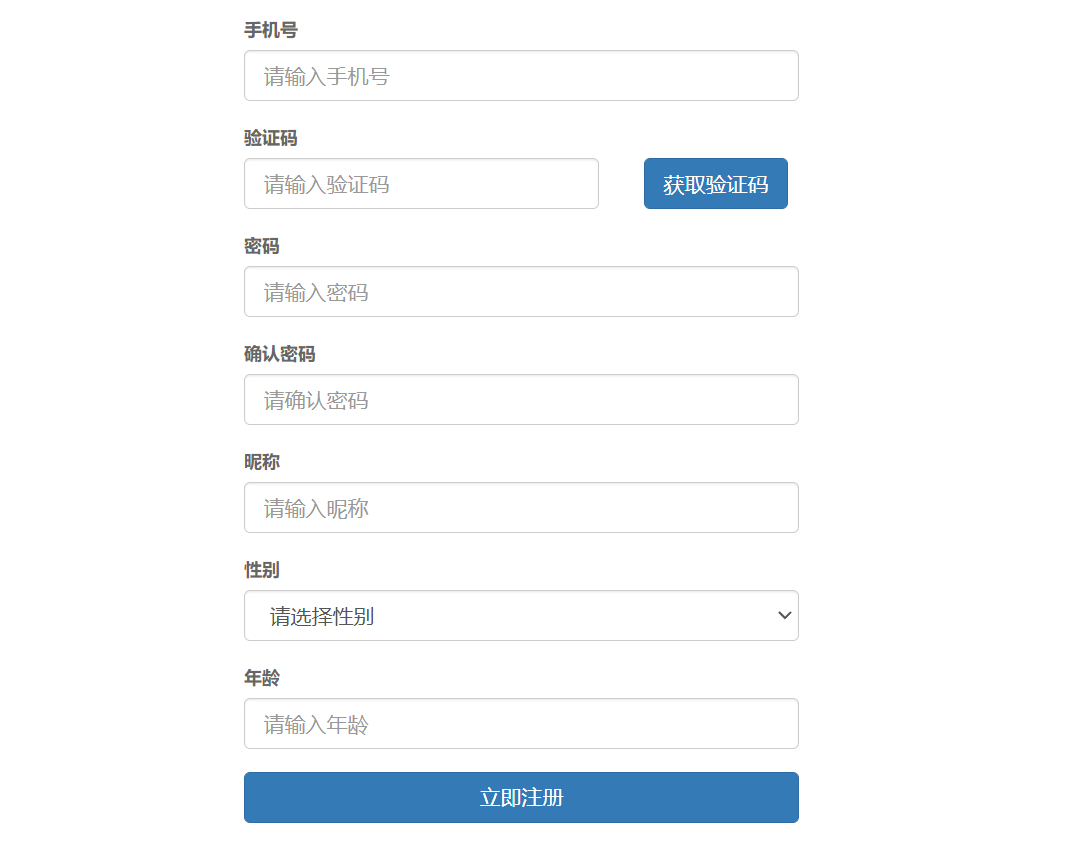 手机号
请输入手机号
验证码
请输入验证码 获取验证码
密码
请输入密码
确认密码
请确认密码
昵称
请输入昵称
性别
请选择性别
年龄
请输入年龄
立即注册